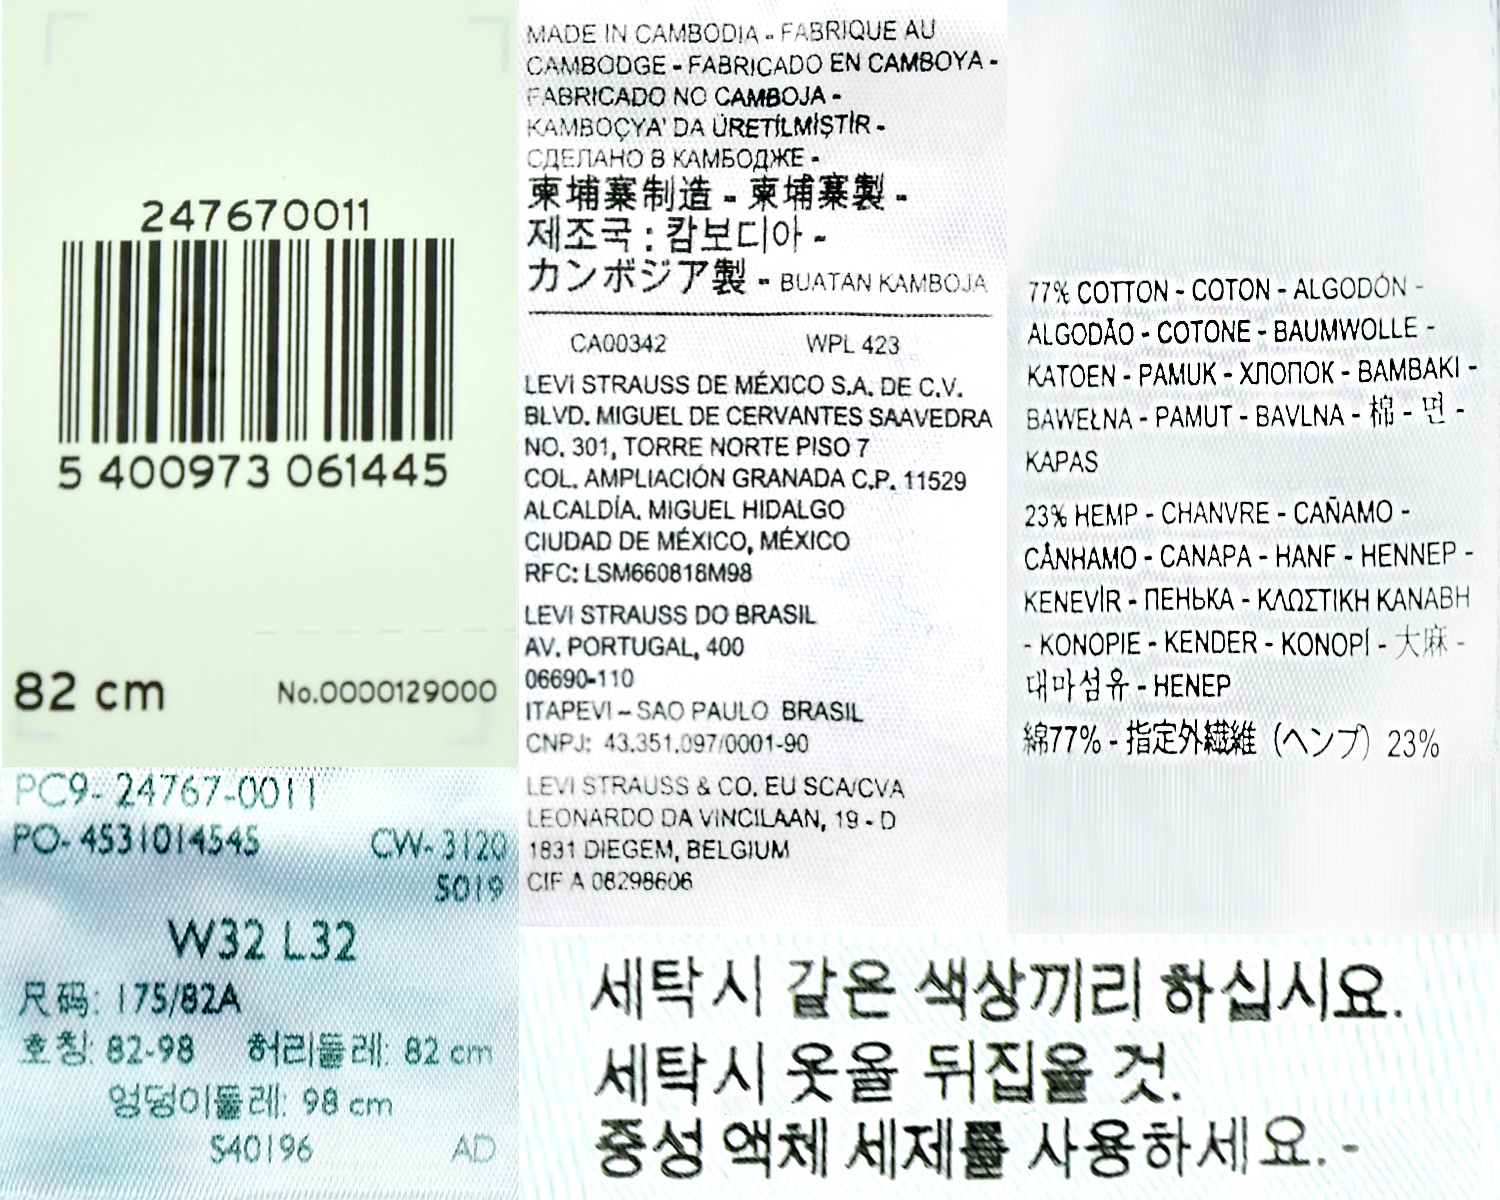 247670011
5 400973 061445
82 cm
No.0000129000
PC9- 24767-0011
PO- 4531014545 CW- 3120
5019
W32 L32
尺码: 175/82A
호칭: 82-98 허리둘레: 82 cm
엉덩이둘레: 98 cm
S40196 AD
MADE IN CAMBODIA - FABRIQUE AU
CAMBODGE - FABRICADO EN CAMBOYA -
FABRICADO NO CAMBOJA -
KAMBOÇYA' DA ÜRETİLMİŞTİR -
СДЕЛАНО В КАМБОДЖЕ -
柬埔寨制造 - 柬埔寨製 -
제조국 : 캄보디아 -
カンボジア製 - BUATAN KAMBOJA
CA00342 WPL 423
LEVI STRAUSS DE MÉXICO S.A. DE C.V.
BLVD. MIGUEL DE CERVANTES SAAVEDRA
NO. 301, TORRE NORTE PISO 7
COL. AMPLIACIÓN GRANADA C.P. 11529
ALCALDÍA. MIGUEL HIDALGO
CIUDAD DE MÉXICO, MÉXICO
RFC: LSM660818M98
LEVI STRAUSS DO BRASIL
AV. PORTUGAL, 400
06690-110
ITAPEVI – SAO PAULO BRASIL
CNPJ: 43.351.097/0001-90
LEVI STRAUSS & CO. EU SCA/CVA
LEONARDO DA VINCILAAN, 19 - D
1831 DIEGEM, BELGIUM
CIF A 08298606
77% COTTON - COTON - ALGODÓN -
ALGODÃO - COTONE - BAUMWOLLE -
KATOEN - PAMUK - ХЛОПОК - BAMBAKI -
BAWEŁNA - PAMUT - BAVLNA - 棉 - 면 -
KAPAS
23% HEMP - CHANVRE - CAÑAMO -
CÂNHAMO - CANAPA - HANF - HENNEP -
KENEVİR - ПЕНЬКА - ΚΛΩΣΤΙΚΗ ΚΑΝΑΒΗ
- KONOPIE - KENDER - KONOPÍ - 大麻 -
대마섬유 - HENEP
綿77% - 指定外繊維（ヘンプ）23%
세탁시 같은 색상끼리 하십시요.
세탁시 옷을 뒤집을 것.
중성 액체 세제를 사용하세요. -